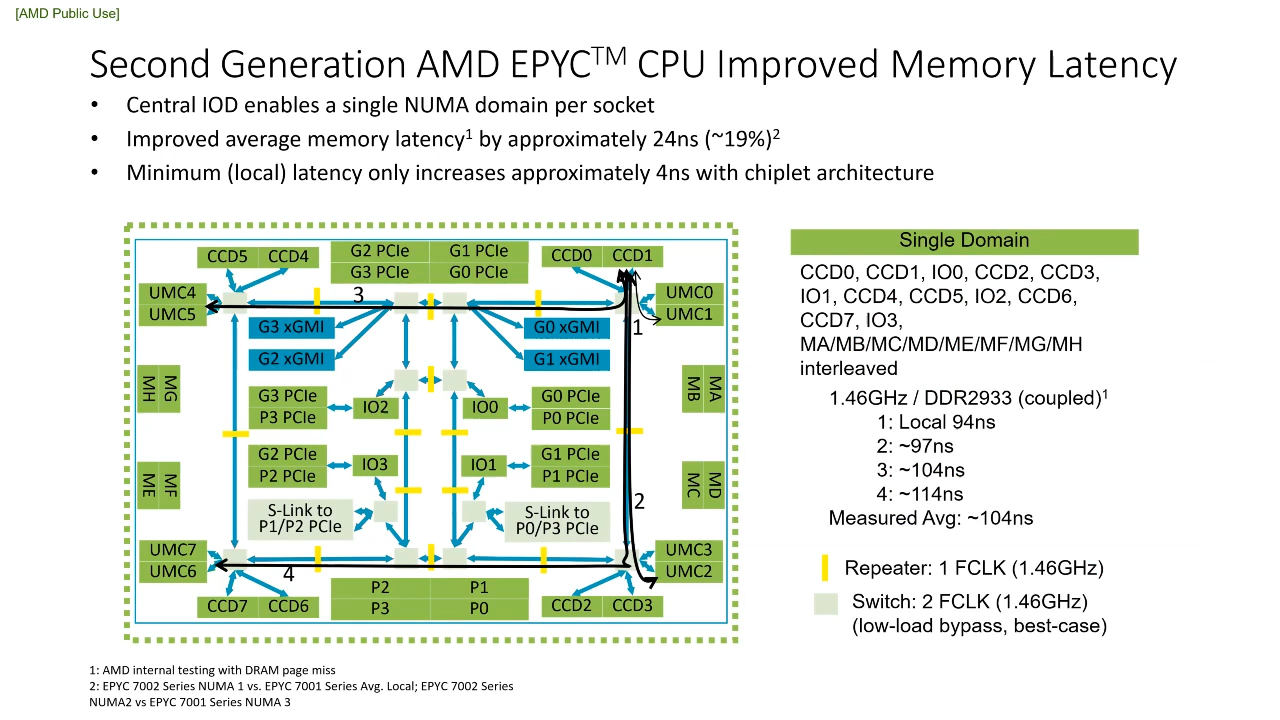 [AMD Public Use]
Second Generation AMD EPYC™ CPU Improved Memory Latency
• Central IOD enables a single NUMA domain per socket
• Improved average memory latency¹ by approximately 24ns (~19%)²
• Minimum (local) latency only increases approximately 4ns with chiplet architecture
CCD5 CCD4
G2 PCIe G1 PCIe
G3 PCIe G0 PCIe
CCD0 CCD1
UMC4
UMC5
3
UMC0
UMC1
1
G3 xGMI
G2 xGMI
G0 xGMI
G1 xGMI
MH MG
MB MA
G3 PCIe
P3 PCIe
IO2
IO0
G0 PCIe
P0 PCIe
G2 PCIe
P2 PCIe
IO3
IO1
G1 PCIe
P1 PCIe
ME MF
MC MD
S-Link to
P1/P2 PCIe
S-Link to
P0/P3 PCIe
2
UMC7
UMC6
4
UMC3
UMC2
CCD7 CCD6
P2 P1
P3 P0
CCD2 CCD3
Single Domain
CCD0, CCD1, IO0, CCD2, CCD3,
IO1, CCD4, CCD5, IO2, CCD6,
CCD7, IO3,
MA/MB/MC/MD/ME/MF/MG/MH
interleaved
1.46GHz / DDR2933 (coupled)¹
1: Local 94ns
2: ~97ns
3: ~104ns
4: ~114ns
Measured Avg: ~104ns
Repeater: 1 FCLK (1.46GHz)
Switch: 2 FCLK (1.46GHz)
(low-load bypass, best-case)
1: AMD internal testing with DRAM page miss
2: EPYC 7002 Series NUMA 1 vs. EPYC 7001 Series Avg. Local; EPYC 7002 Series
NUMA2 vs EPYC 7001 Series NUMA 3